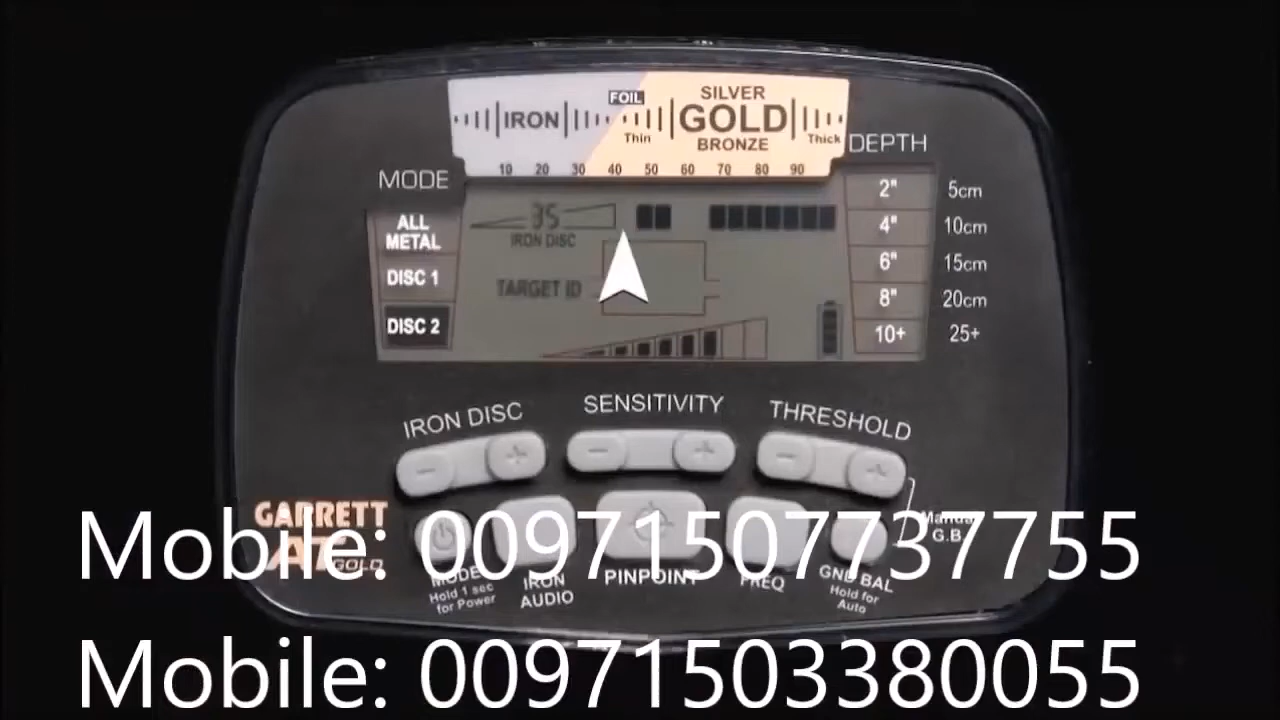 SILVER
FOIL
IRON
GOLD
Thin
BRONZE
Thick
10 20 30 40 50 60 70 80 90
MODE
DEPTH
ALL METAL
DISC 1
DISC 2
35
IRON DISC
TARGET ID
2" 5cm
4" 10cm
6" 15cm
8" 20cm
10+ 25+
IRON DISC
SENSITIVITY
THRESHOLD
- +
- +
- +
GARRETT
AT GOLD
Manual
G.B.
MODE
Hold 1 sec
for Power
IRON
AUDIO
PINPOINT
FREQ
GND BAL
Hold for
Auto
Mobile: 00971507737755
Mobile: 00971503380055